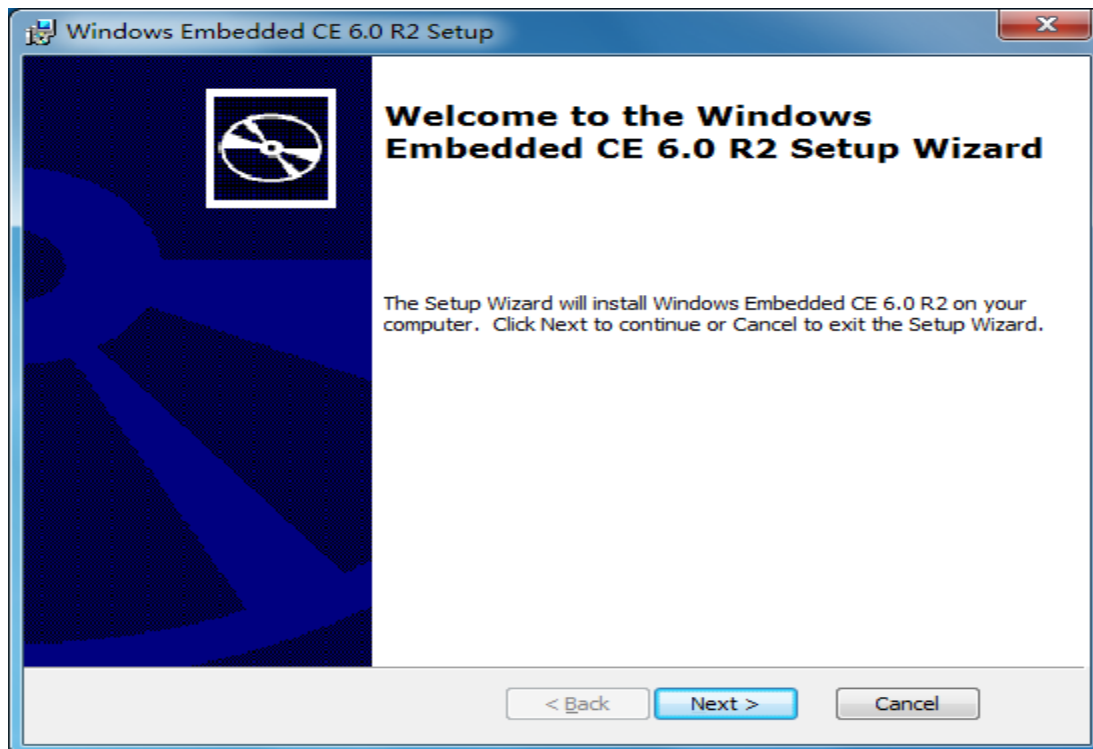 Windows Embedded CE 6.0 R2 Setup
Welcome to the Windows
Embedded CE 6.0 R2 Setup Wizard
The Setup Wizard will install Windows Embedded CE 6.0 R2 on your
computer.  Click Next to continue or Cancel to exit the Setup Wizard.
< Back Next > Cancel